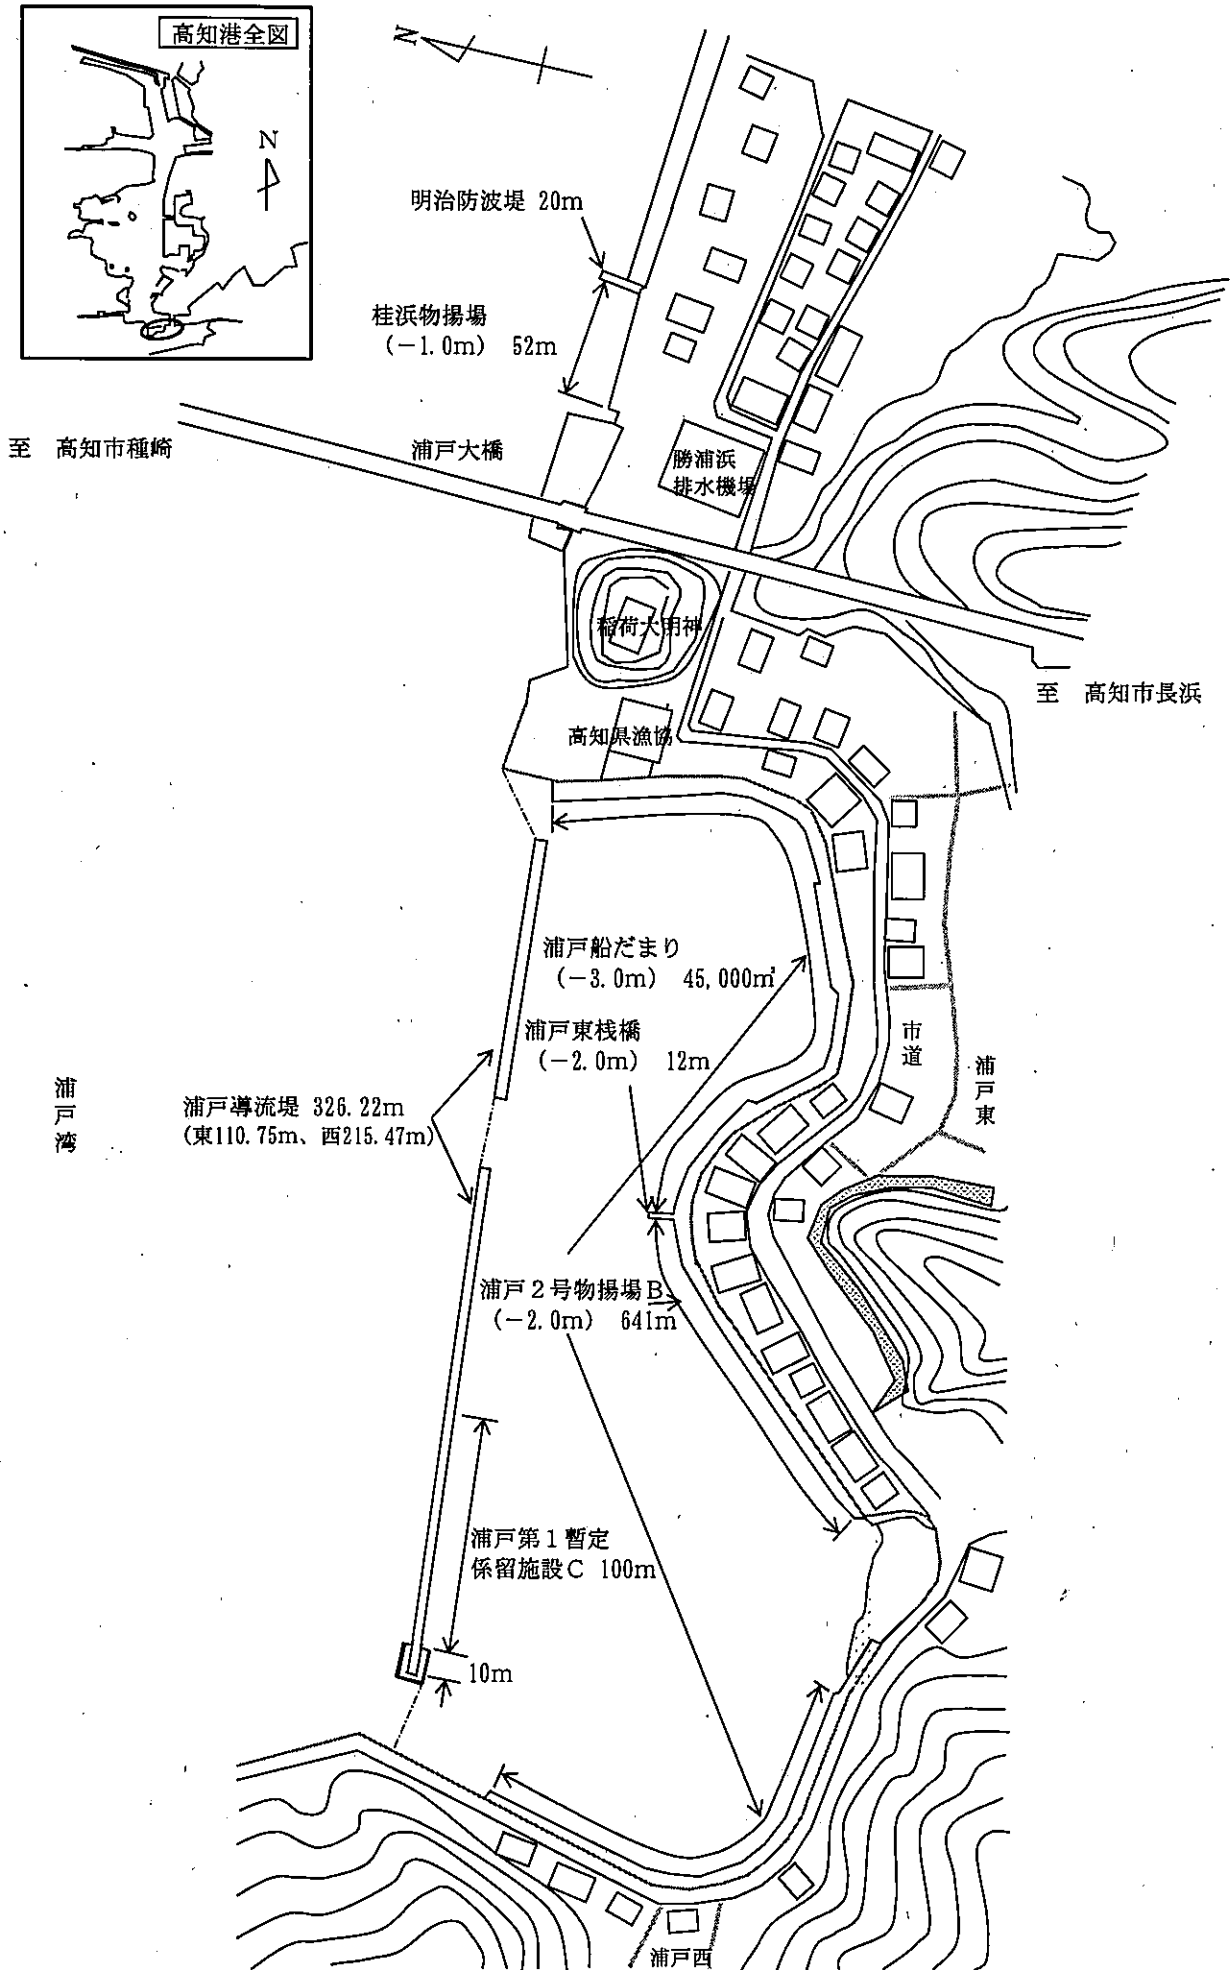 高知港全図
N
N
明治防波堤 20m
桂浜物揚場
(−1.0m) 52m
至 高知市種崎
浦戸大橋
勝浦浜
排水機場
稲荷大明神
至 高知市長浜
高知県漁協
浦戸船だまり
(−3.0m) 45,000㎡
浦戸東桟橋
(−2.0m) 12m
市道
浦戸東
浦戸湾
浦戸導流堤 326.22m
(東110.75m、西215.47m)
浦戸2号物揚場B
(−2.0m) 641m
浦戸第1暫定
係留施設C 100m
10m
浦戸西